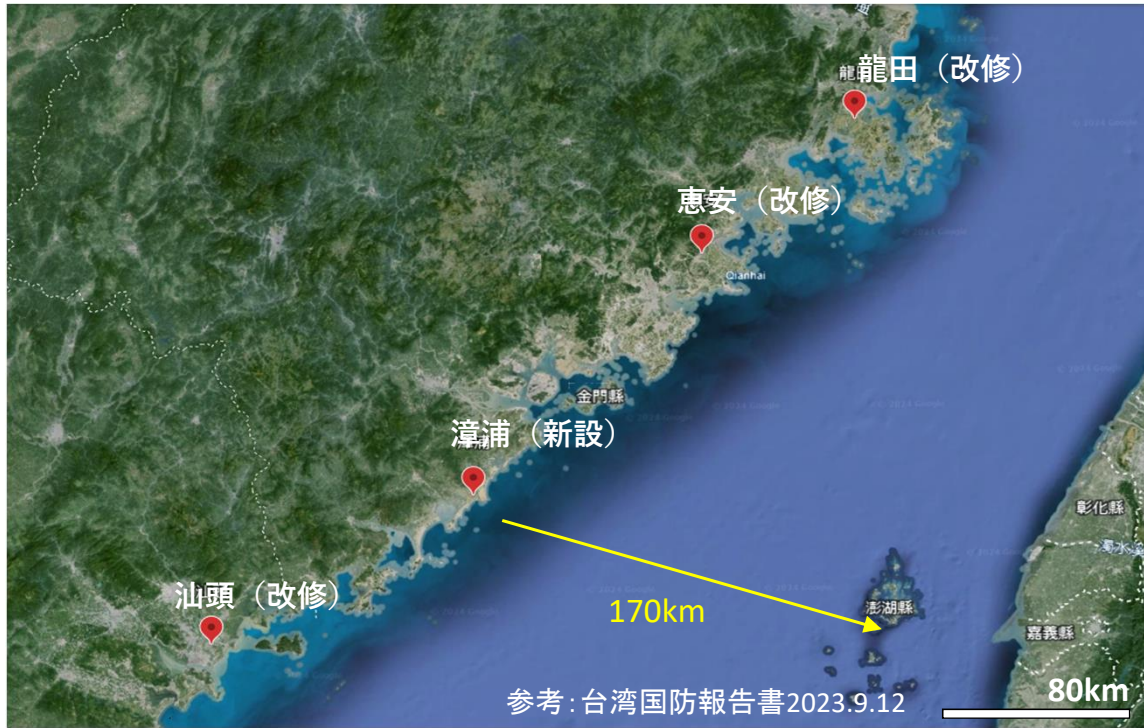 龍田（改修）
恵安（改修）
Qianhai
金門縣
漳浦（新設）
彰化縣
汕頭（改修）
170km
澎湖縣
嘉義縣
80km
参考：台湾国防報告書2023.9.12